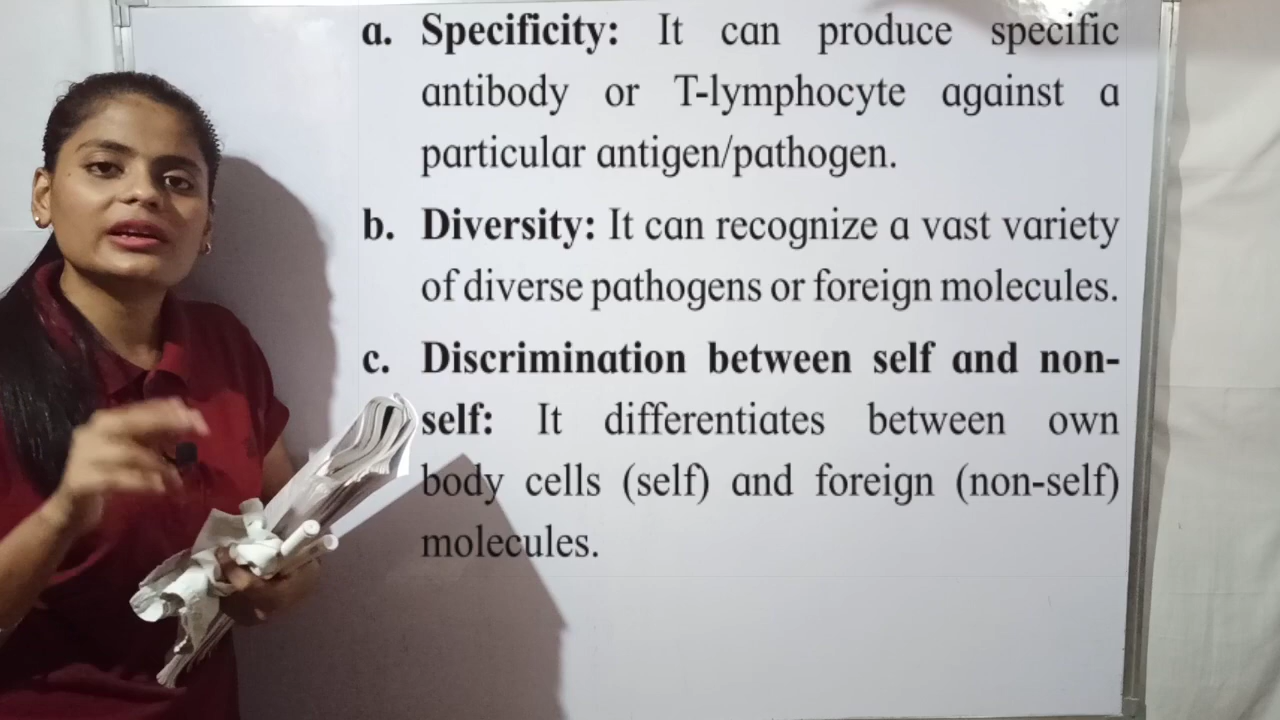 a. Specificity: It can produce specific
antibody or T-lymphocyte against a
particular antigen/pathogen.
b. Diversity: It can recognize a vast variety
of diverse pathogens or foreign molecules.
c. Discrimination between self and non-
self: It differentiates between own
body cells (self) and foreign (non-self)
molecules.